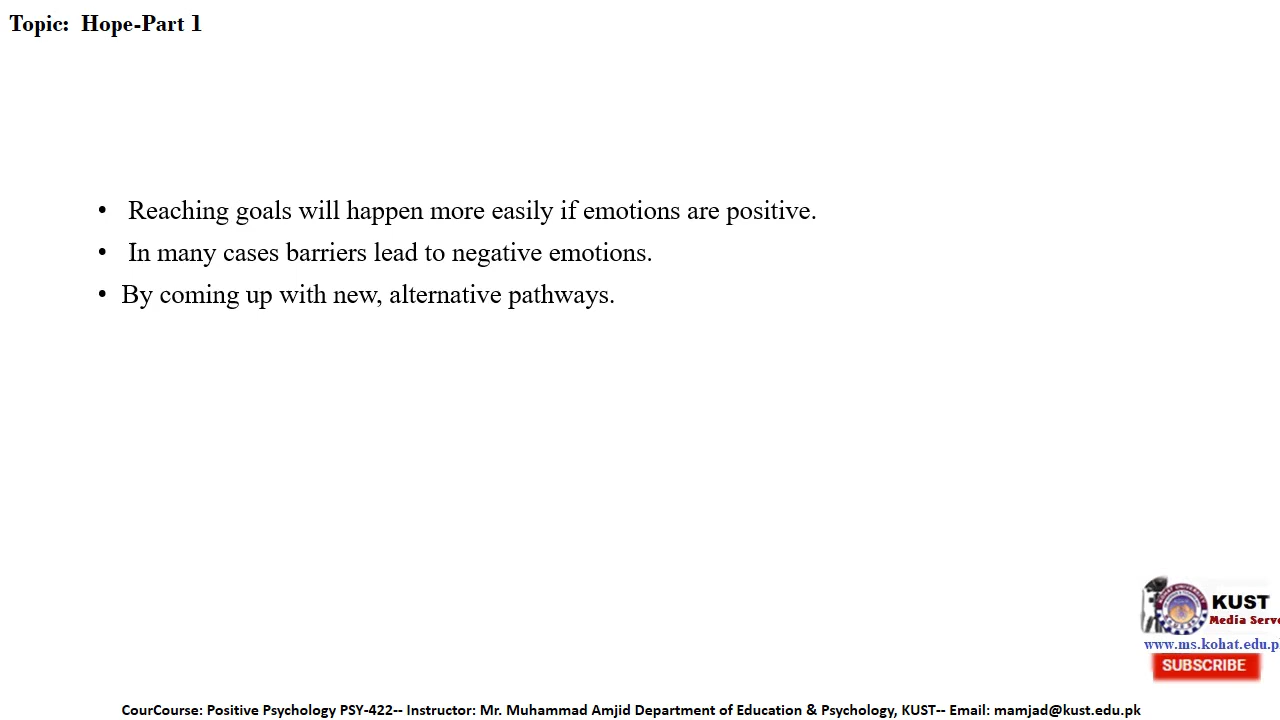 Topic: Hope-Part 1
• Reaching goals will happen more easily if emotions are positive.
• In many cases barriers lead to negative emotions.
• By coming up with new, alternative pathways.
KUST
Media Serv
www.ms.kohat.edu.p
SUBSCRIBE
CourCourse: Positive Psychology PSY-422-- Instructor: Mr. Muhammad Amjid Department of Education & Psychology, KUST-- Email: mamjad@kust.edu.pk